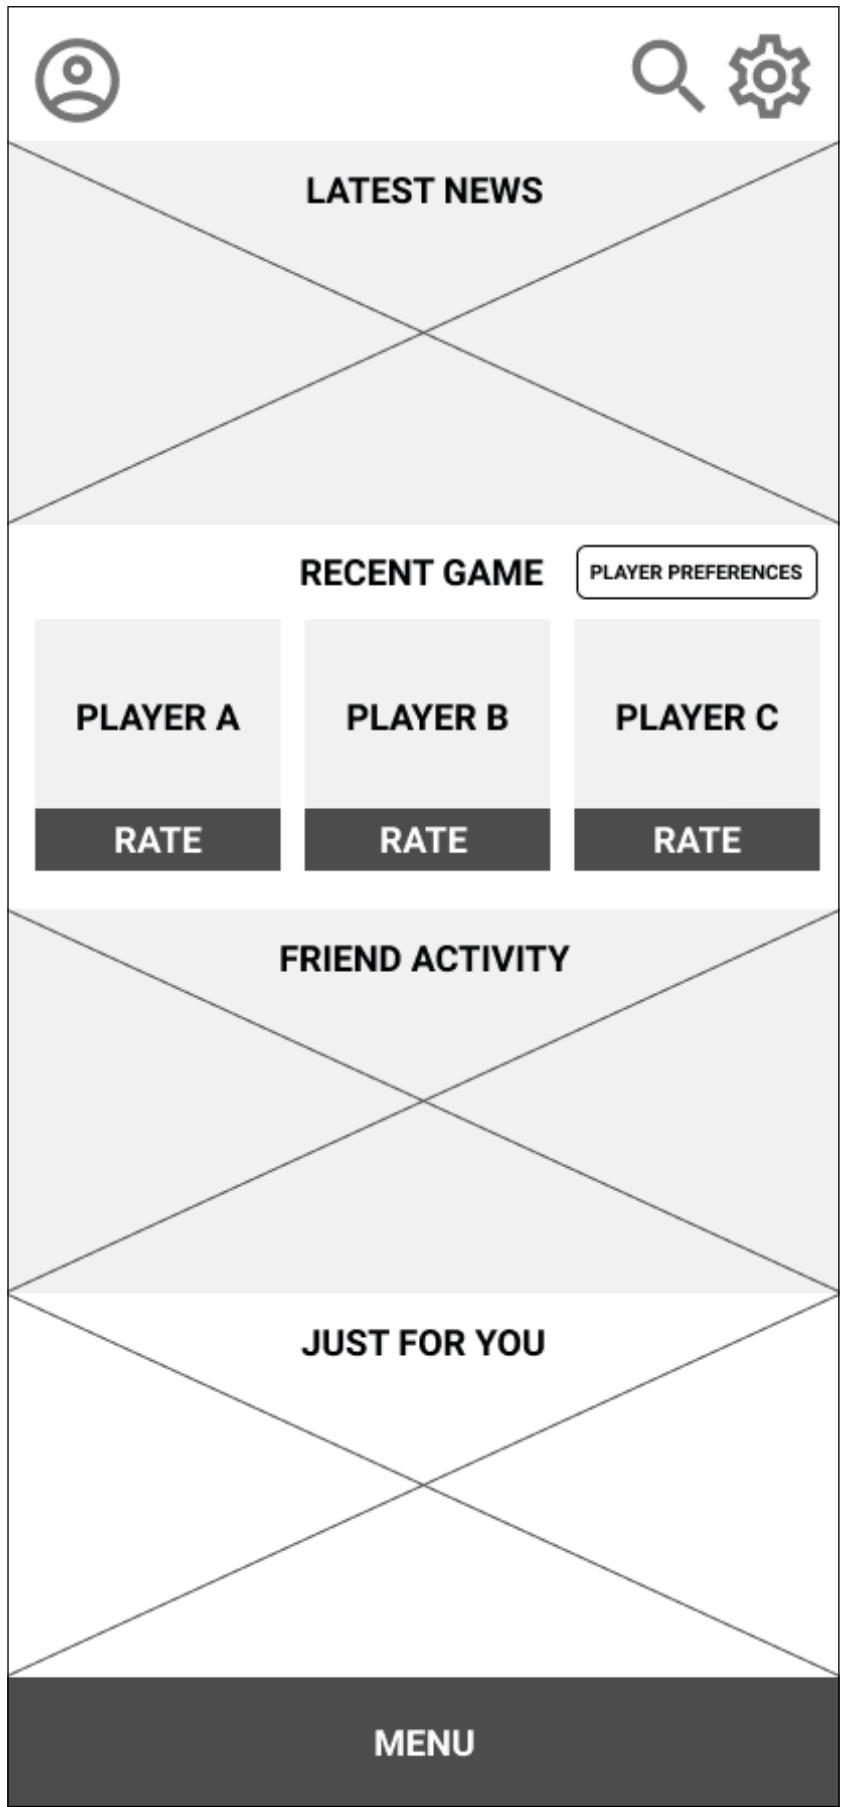 LATEST NEWS
RECENT GAME PLAYER PREFERENCES
PLAYER A PLAYER B PLAYER C
RATE RATE RATE
FRIEND ACTIVITY
JUST FOR YOU
MENU